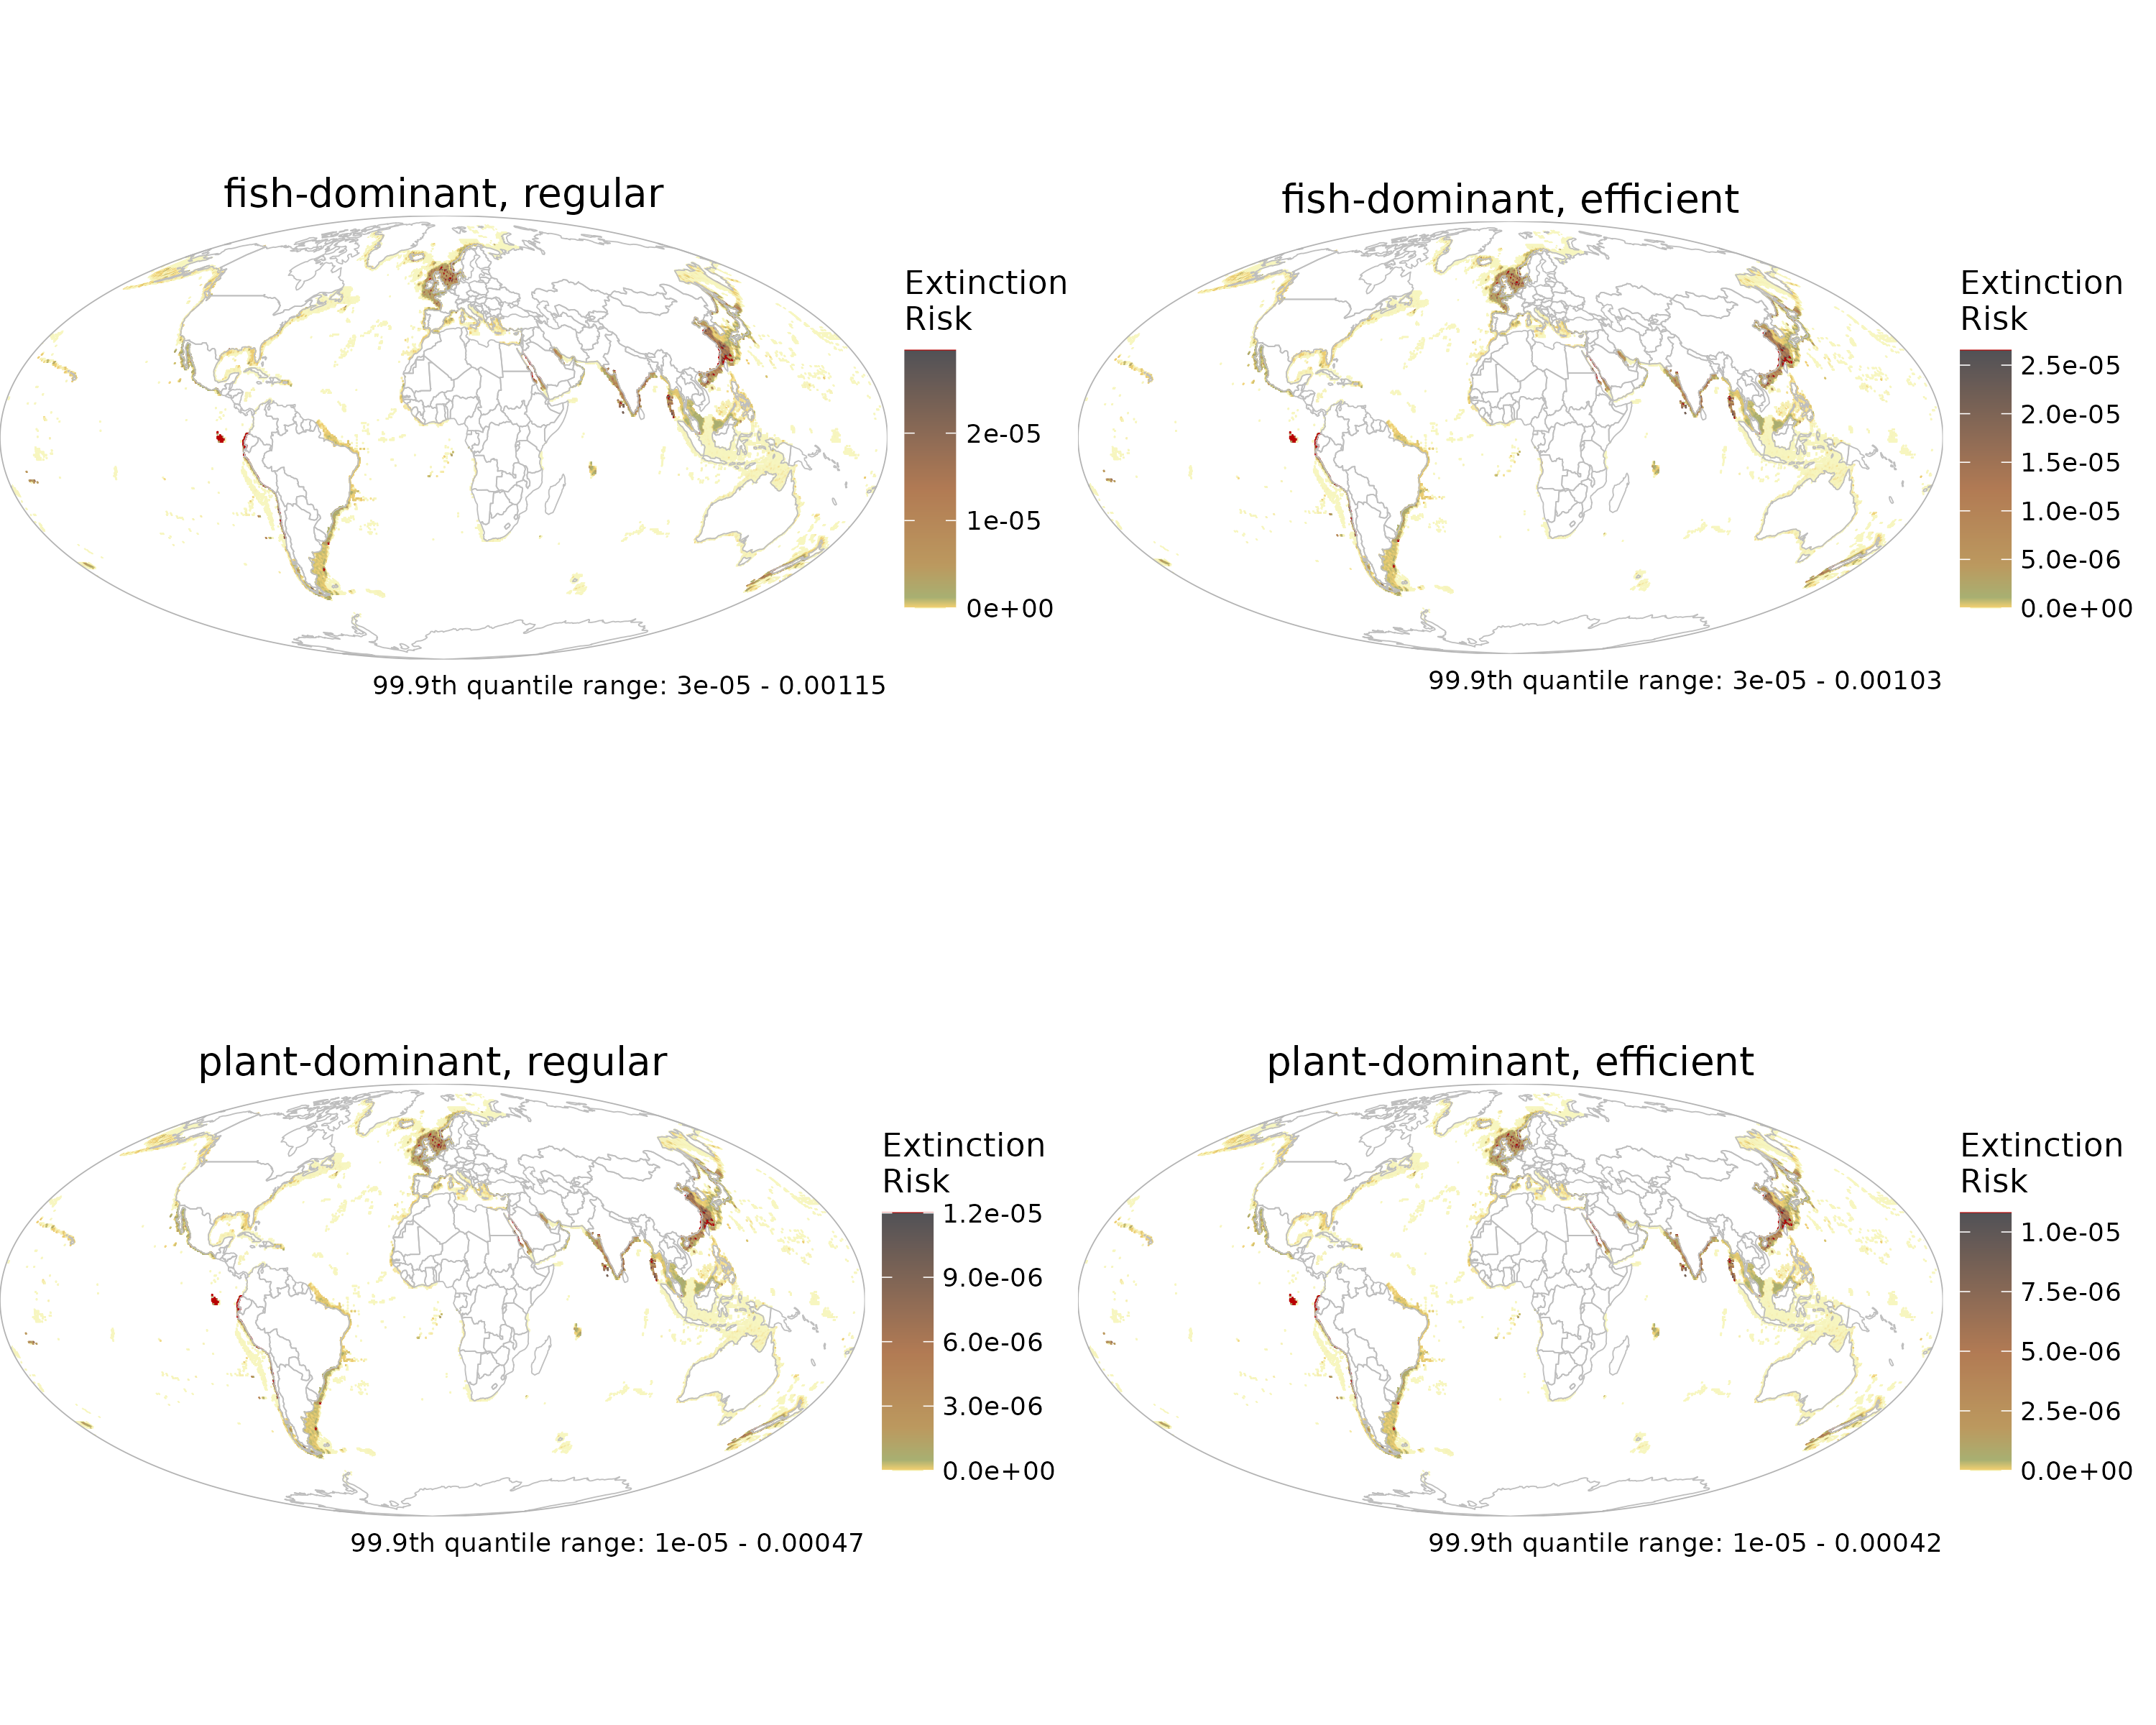 fish-dominant, regular
Extinction
Risk
2e-05
1e-05
0e+00
99.9th quantile range: 3e-05 - 0.00115
fish-dominant, efficient
Extinction
Risk
2.5e-05
2.0e-05
1.5e-05
1.0e-05
5.0e-06
0.0e+00
99.9th quantile range: 3e-05 - 0.00103
plant-dominant, regular
Extinction
Risk
1.2e-05
9.0e-06
6.0e-06
3.0e-06
0.0e+00
99.9th quantile range: 1e-05 - 0.00047
plant-dominant, efficient
Extinction
Risk
1.0e-05
7.5e-06
5.0e-06
2.5e-06
0.0e+00
99.9th quantile range: 1e-05 - 0.00042